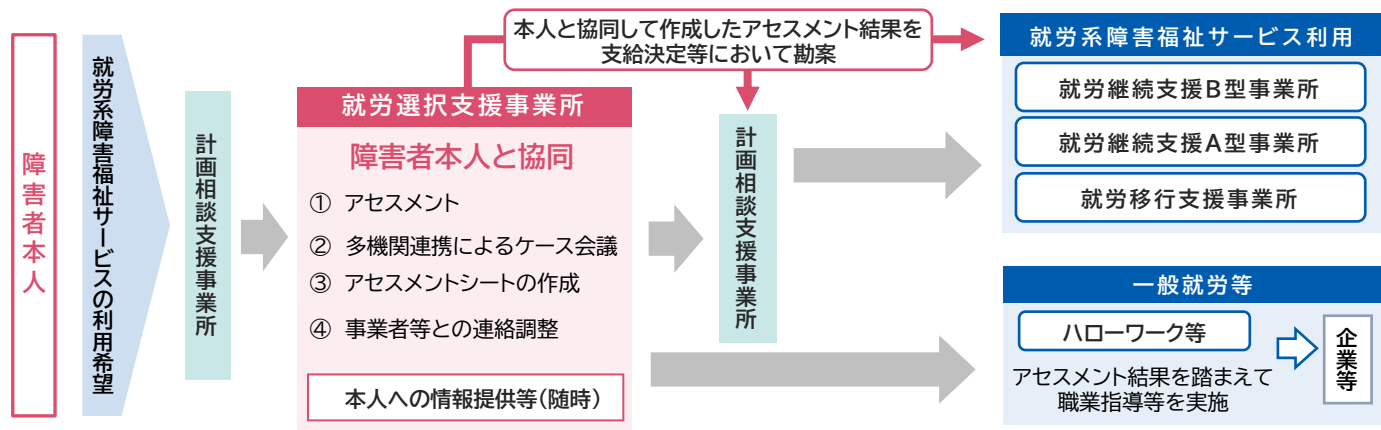 障害者本人
就労系障害福祉サービスの利用希望
計画相談支援事業所
就労選択支援事業所
障害者本人と協同
① アセスメント
② 多機関連携によるケース会議
③ アセスメントシートの作成
④ 事業者等との連絡調整
本人への情報提供等(随時)
本人と協同して作成したアセスメント結果を
支給決定等において勘案
計画相談支援事業所
就労系障害福祉サービス利用
就労継続支援B型事業所
就労継続支援A型事業所
就労移行支援事業所
一般就労等
ハローワーク等
アセスメント結果を踏まえて
職業指導等を実施
企業等